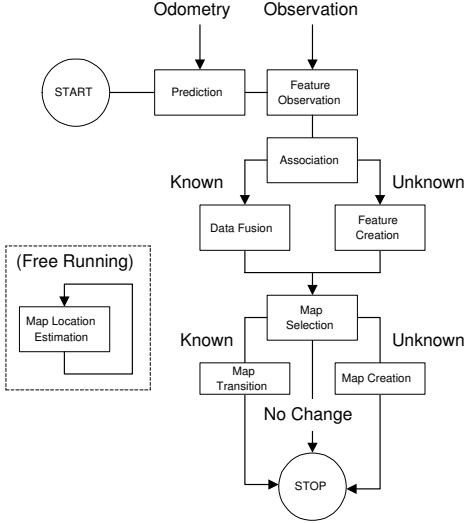 Odometry Observation
START
Prediction
Feature
Observation
Association
Known
Unknown
Data Fusion
Feature
Creation
(Free Running)
Map Location
Estimation
Map
Selection
Known
Unknown
Map
Transition
Map Creation
No Change
STOP